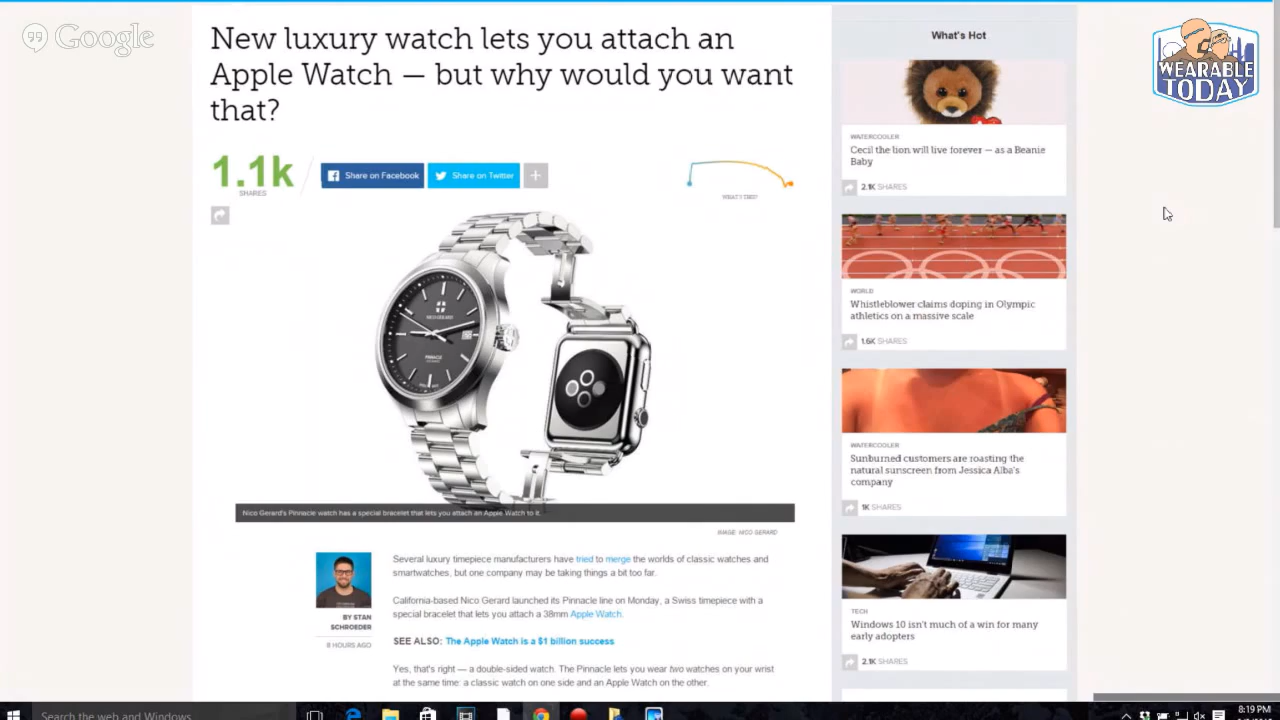 Google
WEARABLE
TODAY
New luxury watch lets you attach an
Apple Watch — but why would you want
that?
1.1k
SHARES
Share on Facebook
Share on Twitter
+
WHAT'S THIS?
NICO GERARD
PINNACLE
Nico Gerard's Pinnacle watch has a special bracelet that lets you attach an Apple Watch to it.
IMAGE: NICO GERARD
BY STAN
SCHROEDER
8 HOURS AGO
Several luxury timepiece manufacturers have tried to merge the worlds of classic watches and
smartwatches, but one company may be taking things a bit too far.
California-based Nico Gerard launched its Pinnacle line on Monday, a Swiss timepiece with a
special bracelet that lets you attach a 38mm Apple Watch.
SEE ALSO: The Apple Watch is a $1 billion success
Yes, that's right — a double-sided watch. The Pinnacle lets you wear two watches on your wrist
at the same time: a classic watch on one side and an Apple Watch on the other.
What's Hot
WATERCOOLER
Cecil the lion will live forever — as a Beanie
Baby
2.1K SHARES
WORLD
Whistleblower claims doping in Olympic
athletics on a massive scale
1.6K SHARES
WATERCOOLER
Sunburned customers are roasting the
natural sunscreen from Jessica Alba's
company
1K SHARES
TECH
Windows 10 isn't much of a win for many
early adopters
2.1K SHARES
Search the web and Windows
8:19 PM